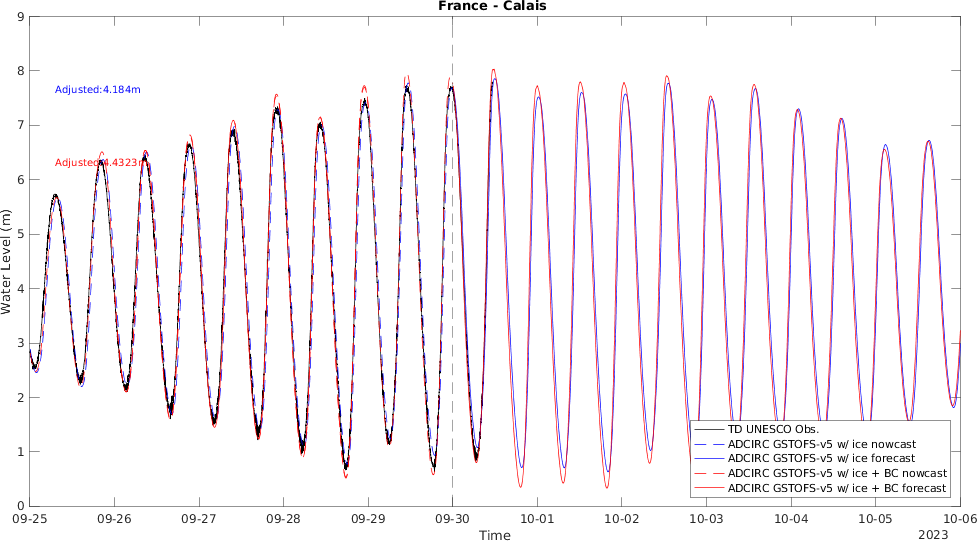 France - Calais
9
8
7
6
5
4
3
2
1
0
Water Level (m)
Adjusted:4.184m
Adjusted:4.4323m
TD UNESCO Obs.
ADCIRC GSTOFS-v5 w/ ice nowcast
ADCIRC GSTOFS-v5 w/ ice forecast
ADCIRC GSTOFS-v5 w/ ice + BC nowcast
ADCIRC GSTOFS-v5 w/ ice + BC forecast
09-25 09-26 09-27 09-28 09-29 09-30 10-01 10-02 10-03 10-04 10-05 10-06
Time
2023